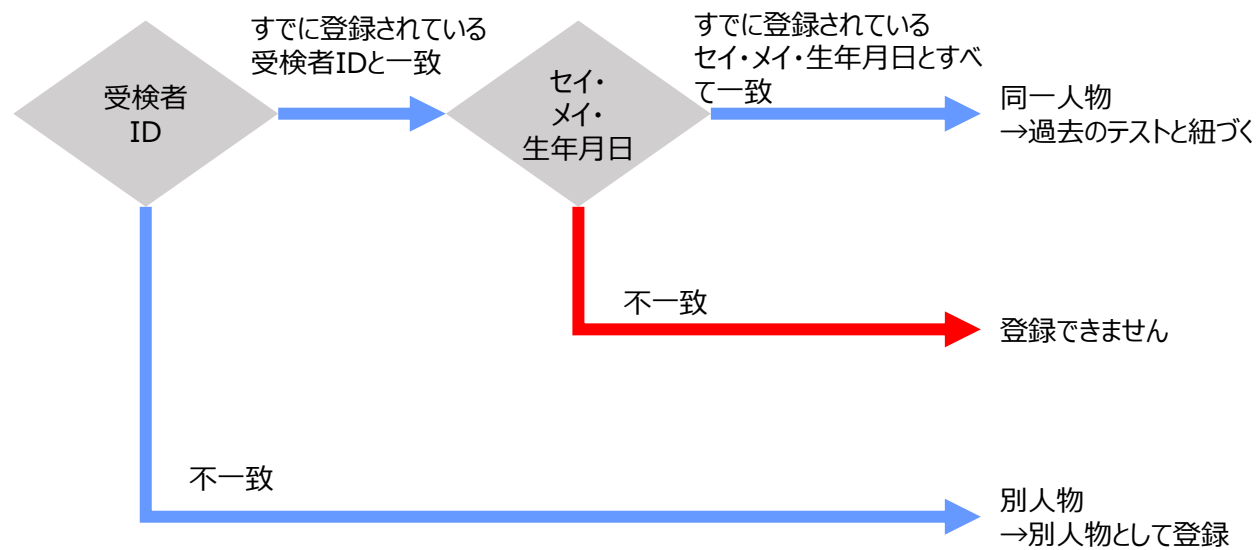 受検者
ID
すでに登録されている
受検者IDと一致
セイ・
メイ・
生年月日
すでに登録されている
セイ・メイ・生年月日とすべ
て一致
同一人物
→過去のテストと紐づく
不一致
登録できません
不一致
別人物
→別人物として登録